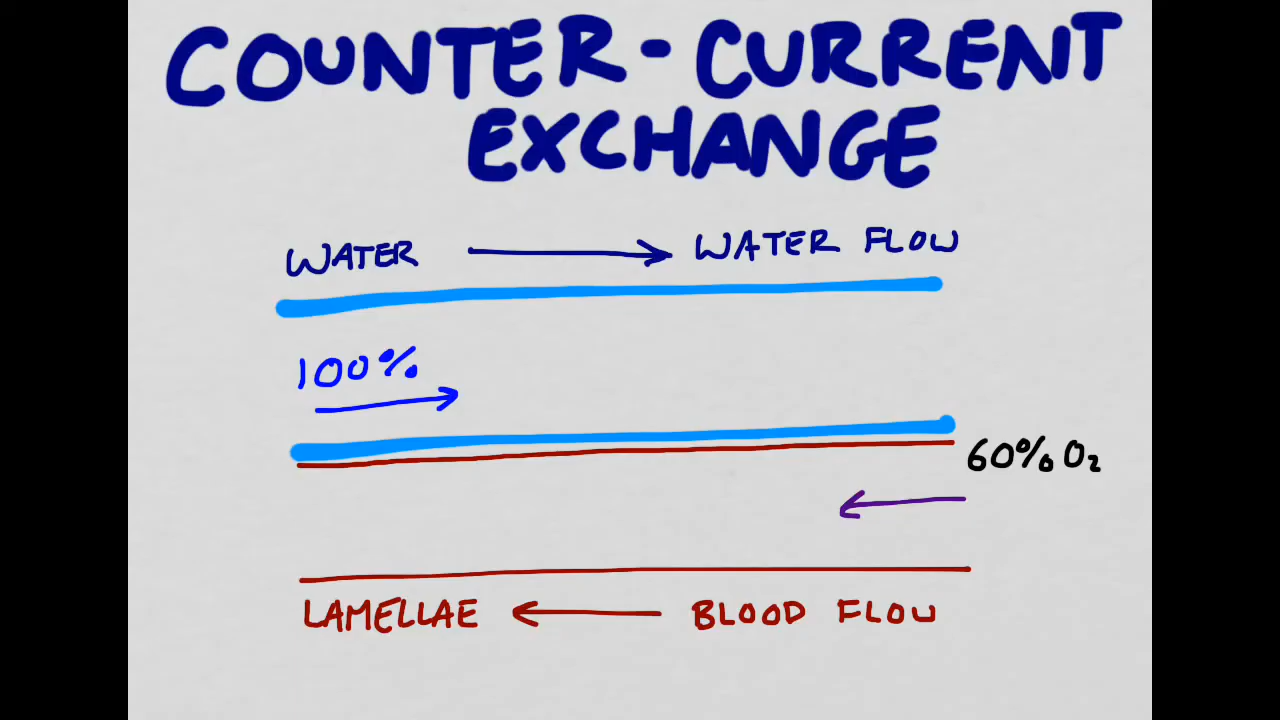 COUNTER-CURRENT
EXCHANGE
WATER → WATER FLOW
100%
60% O₂
LAMELLAE ← BLOOD FLOW